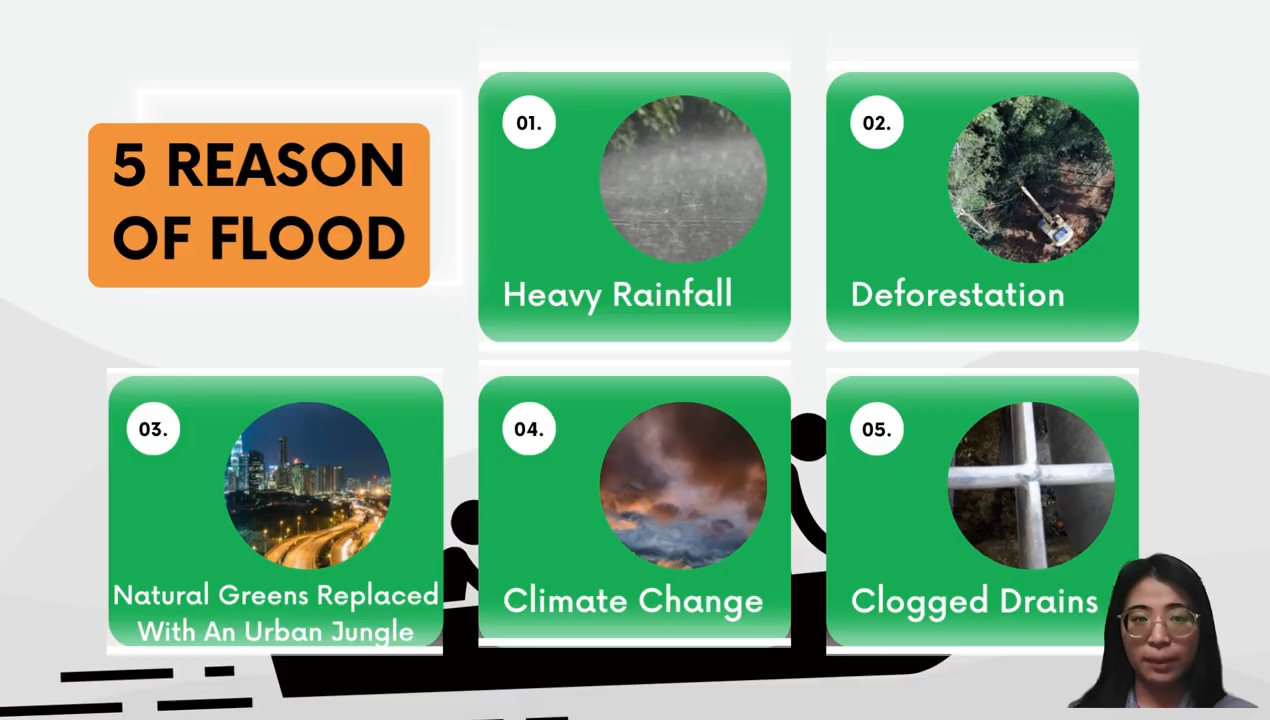 5 REASON
OF FLOOD
01.
Heavy Rainfall
02.
Deforestation
03.
Natural Greens Replaced
With An Urban Jungle
04.
Climate Change
05.
Clogged Drains